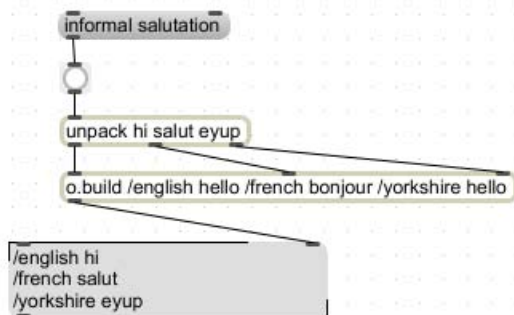 informal salutation
unpack hi salut eyup
o.build /english hello /french bonjour /yorkshire hello
/english hi
/french salut
/yorkshire eyup